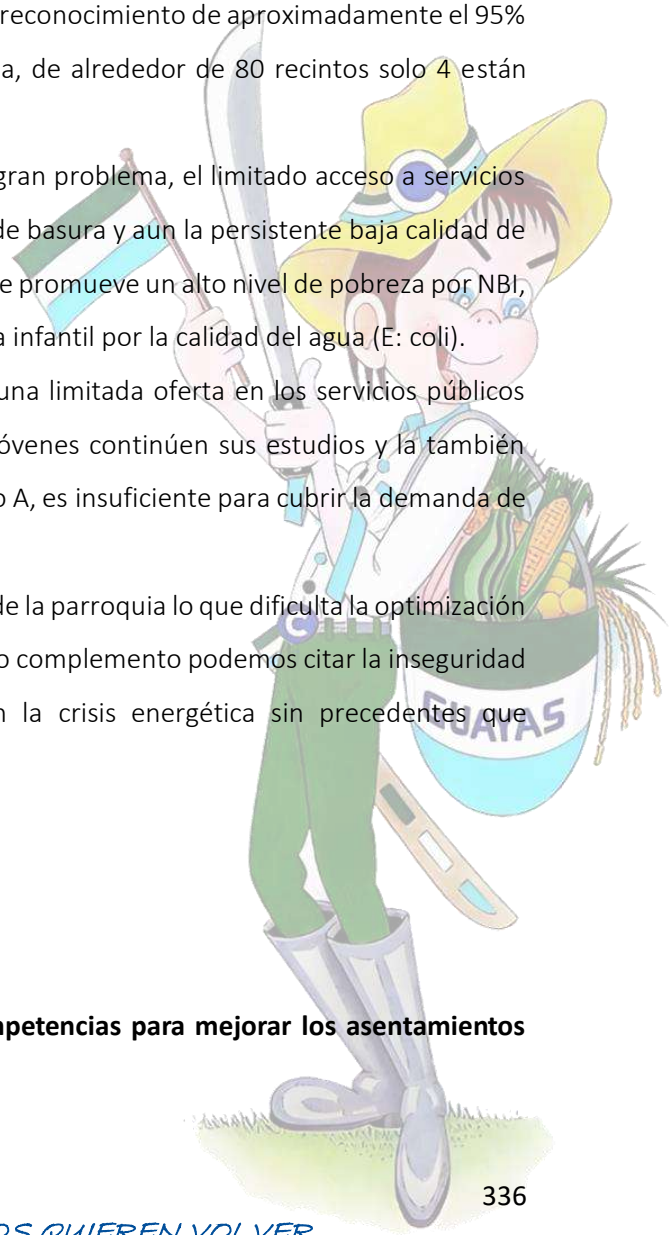 reconocimiento de aproximadamente el 95%
a, de alrededor de 80 recintos solo 4 están
gran problema, el limitado acceso a servicios
de basura y aun la persistente baja calidad de
e promueve un alto nivel de pobreza por NBI,
a infantil por la calidad del agua (E: coli).
una limitada oferta en los servicios públicos
óvenes continúen sus estudios y la también
o A, es insuficiente para cubrir la demanda de
de la parroquia lo que dificulta la optimización
o complemento podemos citar la inseguridad
n la crisis energética sin precedentes que
C
GUAYAS
mpetencias para mejorar los asentamientos
336
OS QUIEREN VOLVER